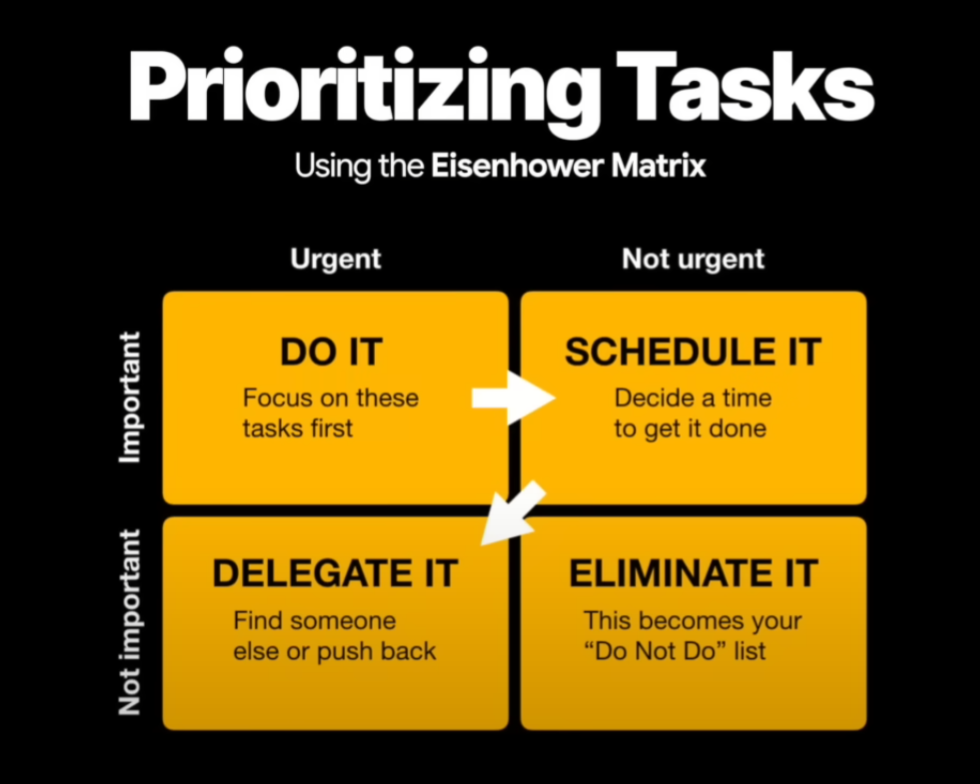 Prioritizing Tasks
Using the Eisenhower Matrix
Urgent
Not urgent
Important
DO IT
Focus on these
tasks first
SCHEDULE IT
Decide a time
to get it done
Not important
DELEGATE IT
Find someone
else or push back
ELIMINATE IT
This becomes your
“Do Not Do” list